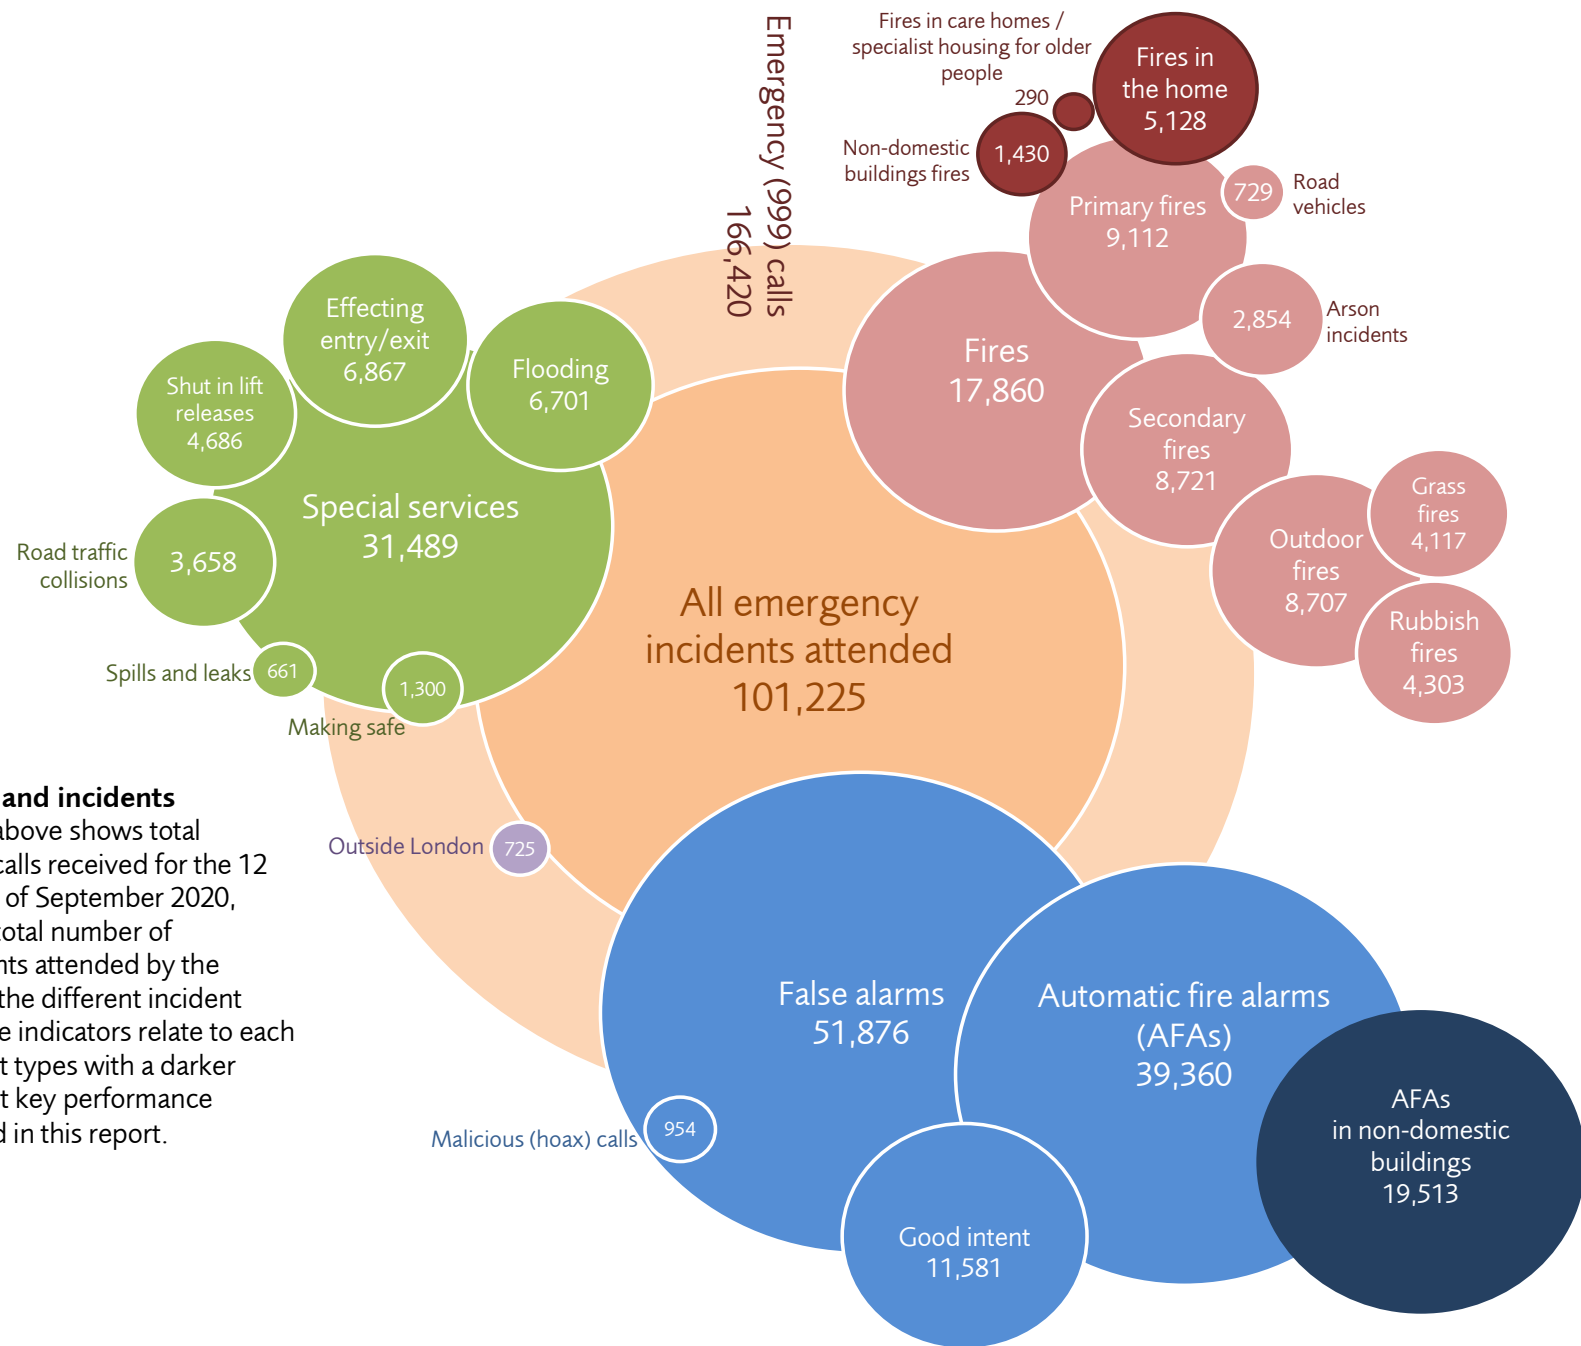 Emergency (999) calls
166,420
Fires in care homes /
specialist housing for older
people
290
Fires in
the home
5,128
Non-domestic
buildings fires
1,430
Primary fires
9,112
729
Road
vehicles
2,854
Arson
incidents
Fires
17,860
Secondary
fires
8,721
Outdoor
fires
8,707
Grass
fires
4,117
Rubbish
fires
4,303
Effecting
entry/exit
6,867
Flooding
6,701
Shut in lift
releases
4,686
Special services
31,489
Road traffic
collisions
3,658
Spills and leaks
661
1,300
Making safe
All emergency
incidents attended
101,225
Outside London
725
False alarms
51,876
Automatic fire alarms
(AFAs)
39,360
AFAs
in non-domestic
buildings
19,513
Malicious (hoax) calls
954
Good intent
11,581
and incidents
above shows total
calls received for the 12
of September 2020,
total number of
nts attended by the
the different incident
e indicators relate to each
t types with a darker
t key performance
d in this report.